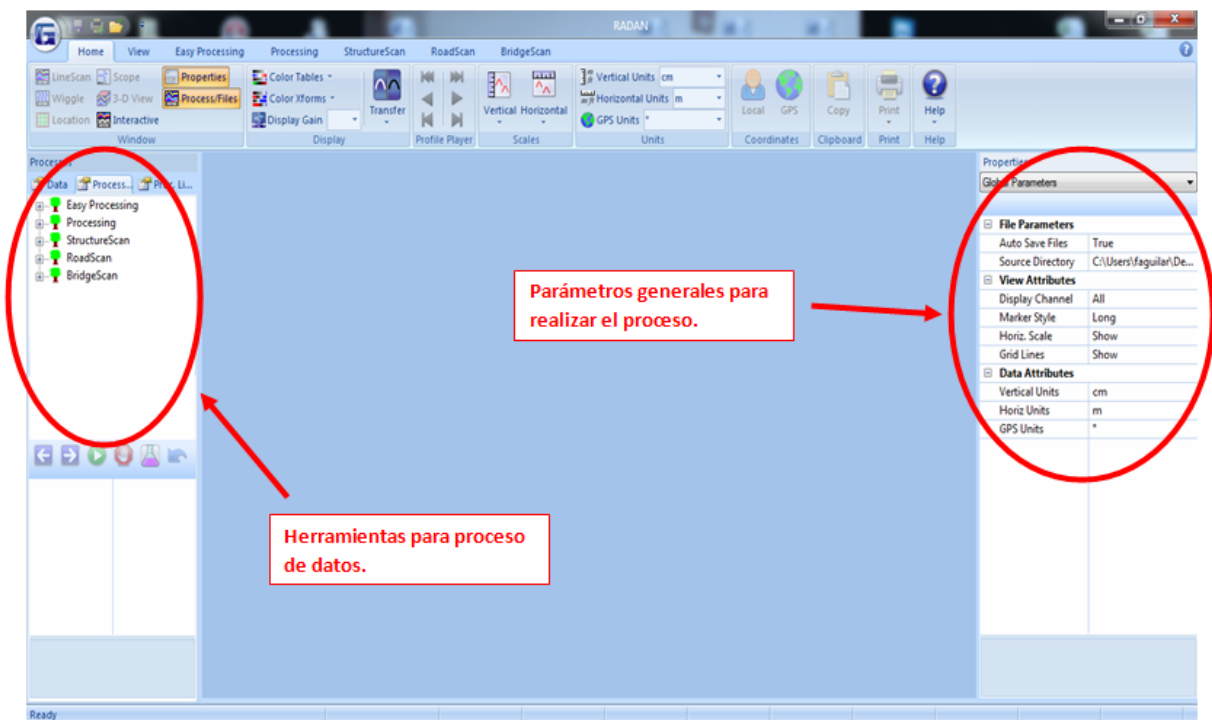 RADAN
Home View Easy Processing Processing StructureScan RoadScan BridgeScan
LineScan Scope Properties
Wiggle 3-D View Process/Files
Location Interactive
Window
Color Tables
Color Xforms
Display Gain
Transfer
Display
Profile Player
Vertical Horizontal
Scales
Vertical Units cm
Horizontal Units m
GPS Units °
Units
Local GPS
Coordinates
Copy
Clipboard
Print
Print
Help
Help
Data Process... Proc. Li...
Easy Processing
Processing
StructureScan
RoadScan
BridgeScan
Herramientas para proceso
de datos.
Parámetros generales para
realizar el proceso.
Global Parameters
File Parameters
Auto Save Files True
Source Directory C:\Users\faguilar\De...
View Attributes
Display Channel All
Marker Style Long
Horiz. Scale Show
Grid Lines Show
Data Attributes
Vertical Units cm
Horiz Units m
GPS Units °
Ready